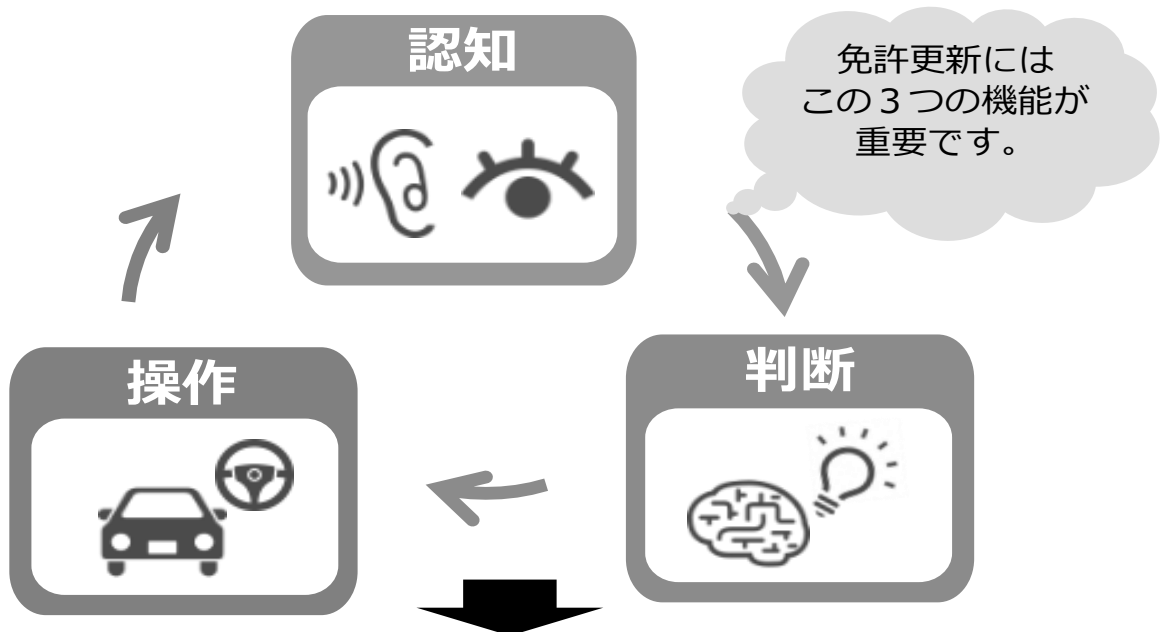 認知
免許更新には
この３つの機能が
重要です。
操作
判断